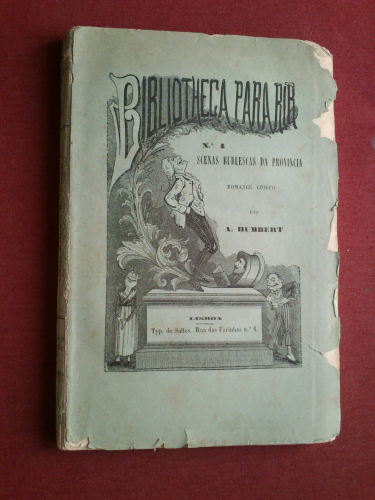 BIBLIOTHECA PARA RIR
N.º 4
SCENAS BURLESCAS DA PROVINCIA
ROMANCE COMICO
POR
A. HUMBERT
LISBOA
Typ. de Salles. Rua das Farinhas n.º 1.